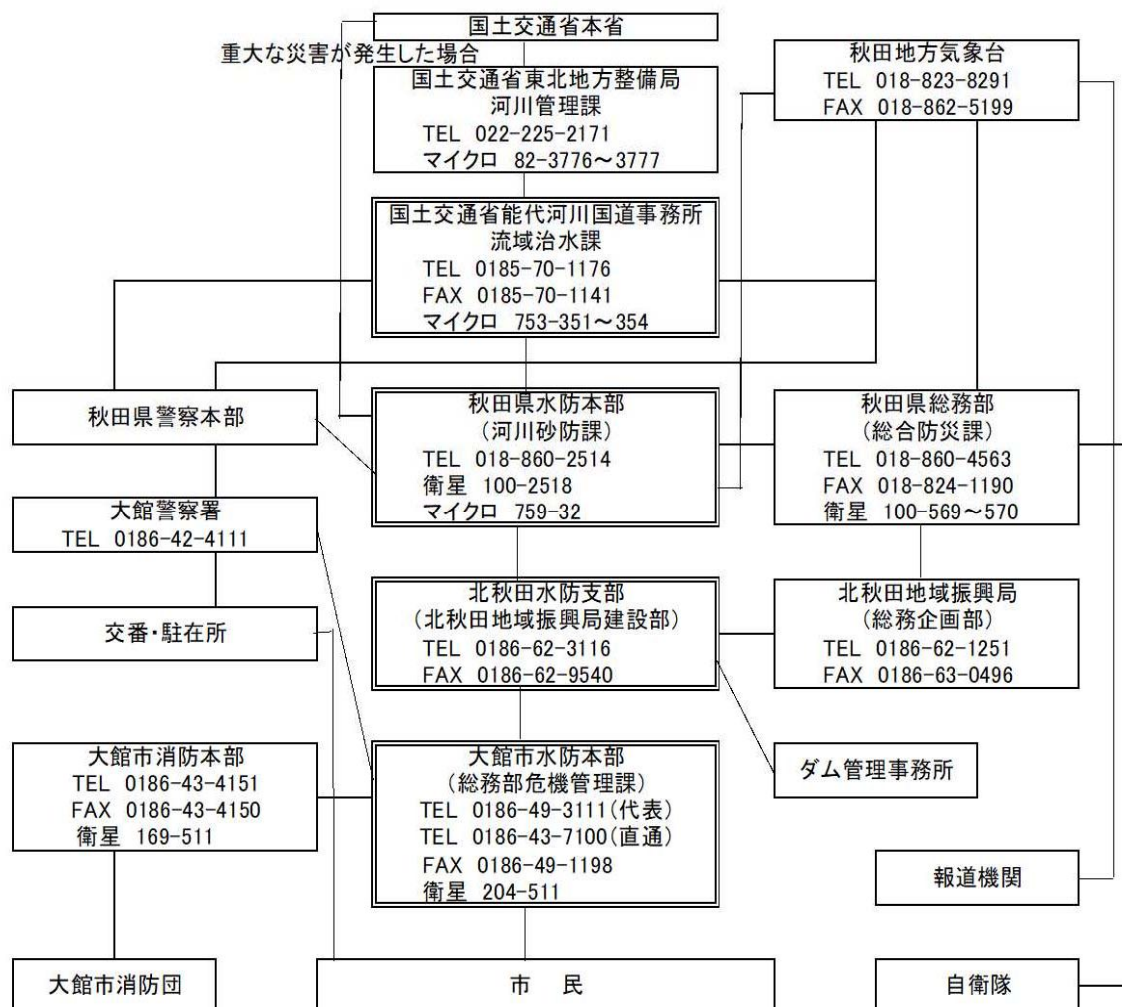 国土交通省本省
重大な災害が発生した場合
国土交通省東北地方整備局
河川管理課
TEL 022-225-2171
マイクロ 82-3776～3777
秋田地方気象台
TEL 018-823-8291
FAX 018-862-5199
国土交通省能代河川国道事務所
流域治水課
TEL 0185-70-1176
FAX 0185-70-1141
マイクロ 753-351～354
秋田県警察本部
秋田県水防本部
(河川砂防課)
TEL 018-860-2514
衛星 100-2518
マイクロ 759-32
秋田県総務部
(総合防災課)
TEL 018-860-4563
FAX 018-824-1190
衛星 100-569～570
大館警察署
TEL 0186-42-4111
交番・駐在所
北秋田水防支部
(北秋田地域振興局建設部)
TEL 0186-62-3116
FAX 0186-62-9540
北秋田地域振興局
(総務企画部)
TEL 0186-62-1251
FAX 0186-63-0496
大館市消防本部
TEL 0186-43-4151
FAX 0186-43-4150
衛星 169-511
大館市水防本部
(総務部危機管理課)
TEL 0186-49-3111(代表)
TEL 0186-43-7100(直通)
FAX 0186-49-1198
衛星 204-511
ダム管理事務所
報道機関
大館市消防団
市 民
自衛隊